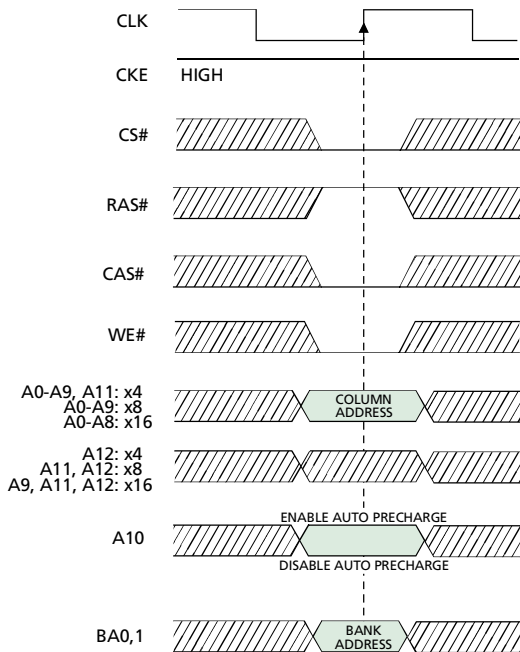 CLK
CKE HIGH
CS#
RAS#
CAS#
WE#
A0-A9, A11: x4
A0-A9: x8
A0-A8: x16
COLUMN
ADDRESS
A12: x4
A11, A12: x8
A9, A11, A12: x16
ENABLE AUTO PRECHARGE
A10
DISABLE AUTO PRECHARGE
BA0,1
BANK
ADDRESS